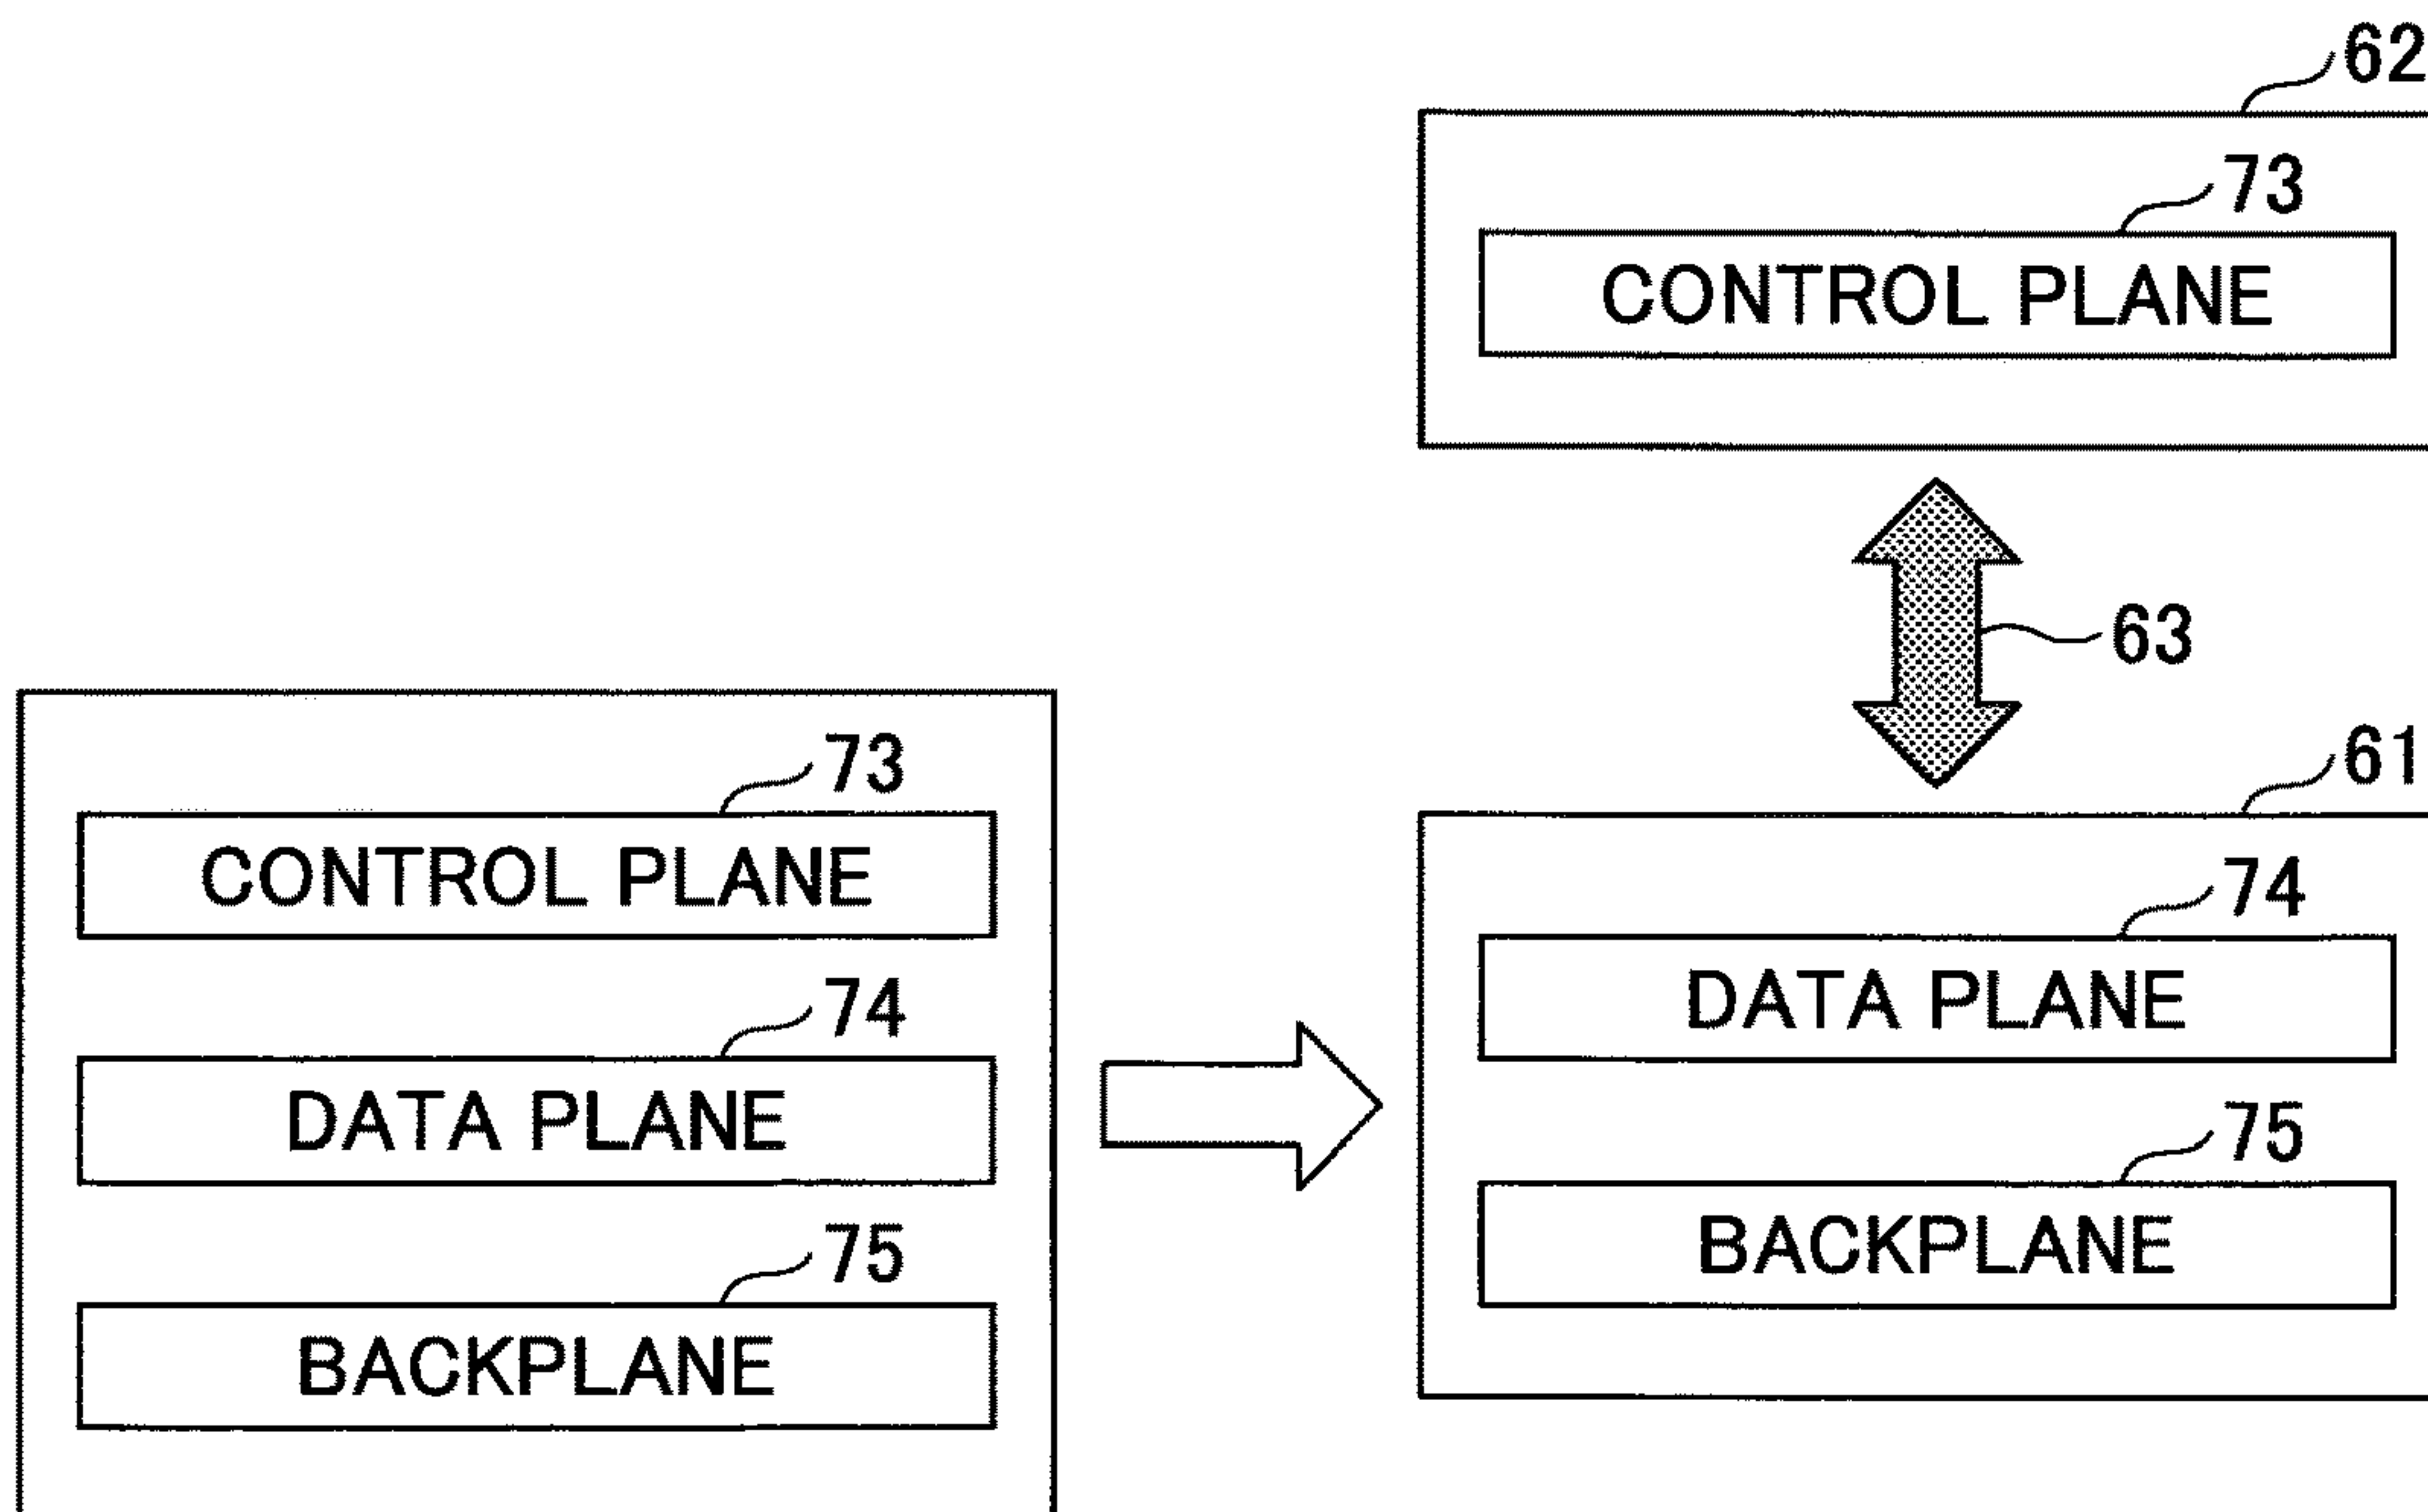 62
73
CONTROL PLANE
63
73
CONTROL PLANE
74
DATA PLANE
75
BACKPLANE
61
74
DATA PLANE
75
BACKPLANE